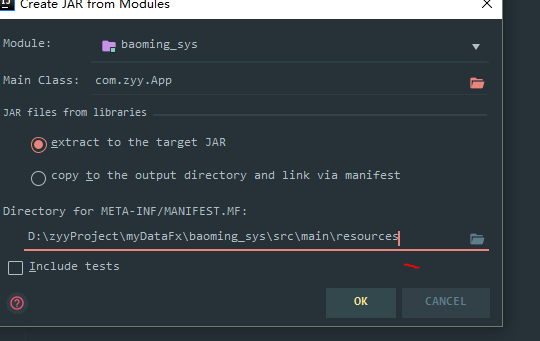 Create JAR from Modules
Module: baoming_sys
Main Class: com.zyy.App
JAR files from libraries
extract to the target JAR
copy to the output directory and link via manifest
Directory for META-INF/MANIFEST.MF:
D:\zyyProject\myDataFx\baoming_sys\src\main\resources
Include tests
? OK CANCEL